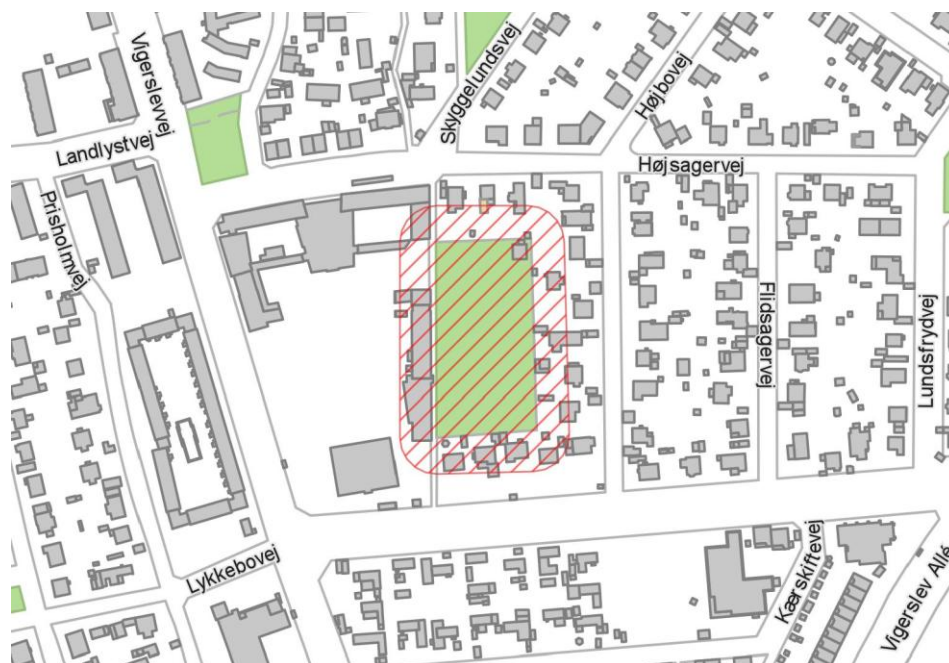 Vigerslevvej
Skyggelundsvej
Højbovej
Landlystvej
Højsagervej
Prisholmvej
Flidsagervej
Lundsfrydvej
Lykkebovej
Kærskiftevej
Vigerslev Allé